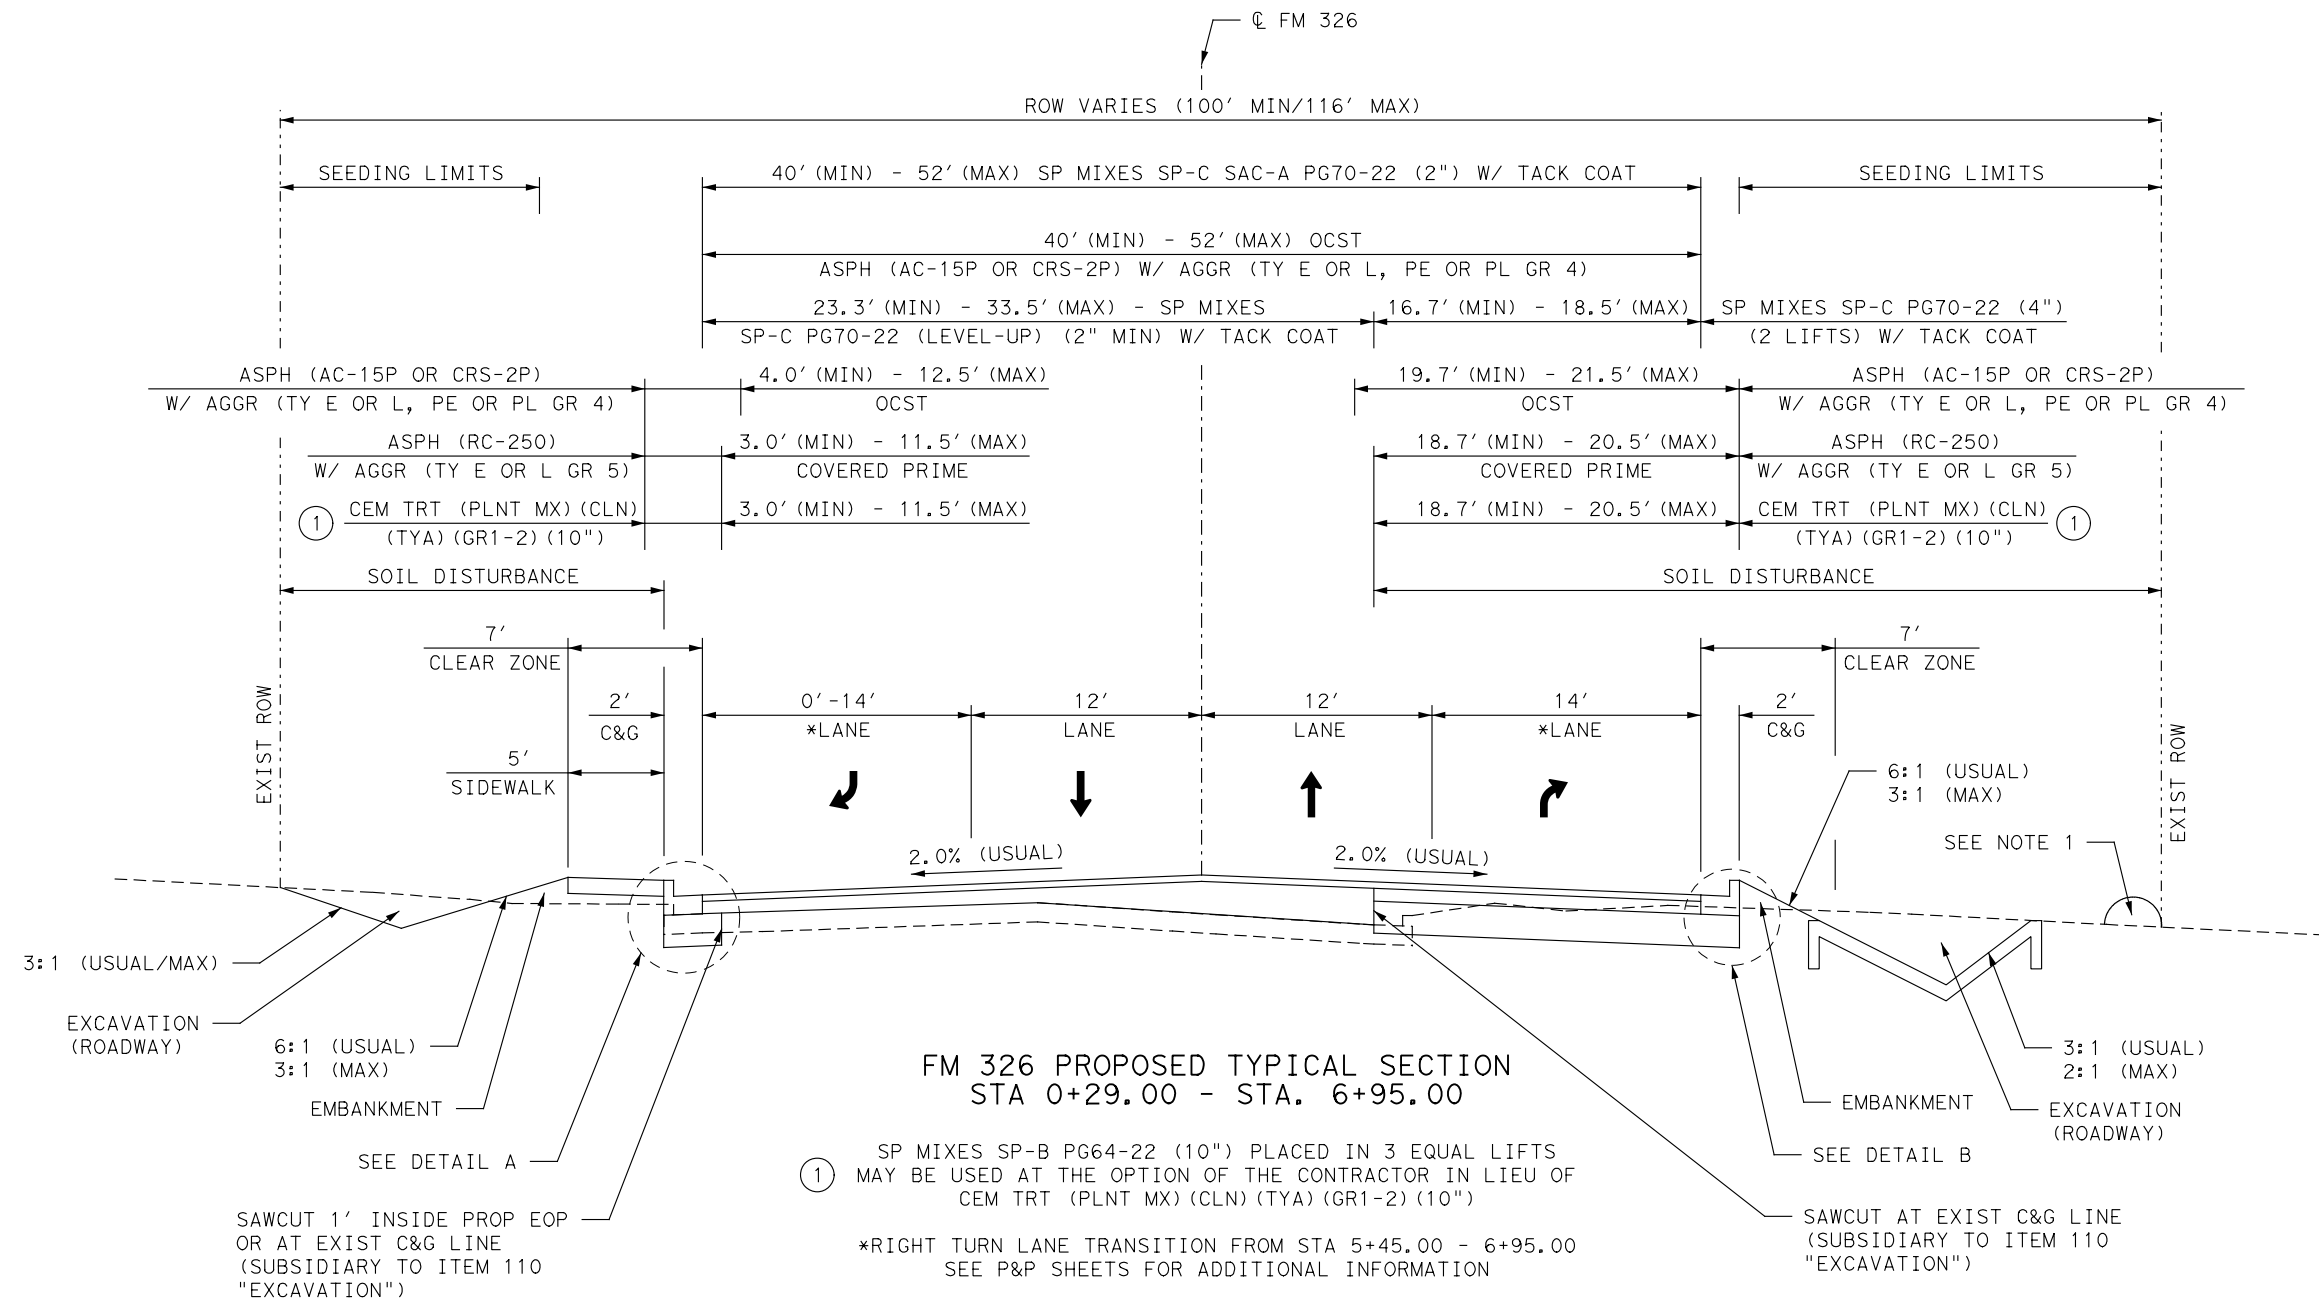 ℄ FM 326
ROW VARIES (100' MIN/116' MAX)
SEEDING LIMITS
40'(MIN) - 52'(MAX) SP MIXES SP-C SAC-A PG70-22 (2") W/ TACK COAT
SEEDING LIMITS
40'(MIN) - 52'(MAX) OCST
ASPH (AC-15P OR CRS-2P) W/ AGGR (TY E OR L, PE OR PL GR 4)
23.3'(MIN) - 33.5'(MAX) - SP MIXES
SP-C PG70-22 (LEVEL-UP) (2" MIN) W/ TACK COAT
16.7'(MIN) - 18.5'(MAX)
SP MIXES SP-C PG70-22 (4")
(2 LIFTS) W/ TACK COAT
ASPH (AC-15P OR CRS-2P)
W/ AGGR (TY E OR L, PE OR PL GR 4)
4.0'(MIN) - 12.5'(MAX)
OCST
19.7'(MIN) - 21.5'(MAX)
OCST
ASPH (AC-15P OR CRS-2P)
W/ AGGR (TY E OR L, PE OR PL GR 4)
ASPH (RC-250)
W/ AGGR (TY E OR L GR 5)
3.0'(MIN) - 11.5'(MAX)
COVERED PRIME
18.7'(MIN) - 20.5'(MAX)
COVERED PRIME
ASPH (RC-250)
W/ AGGR (TY E OR L GR 5)
1
CEM TRT (PLNT MX)(CLN)
(TYA)(GR1-2)(10")
3.0'(MIN) - 11.5'(MAX)
18.7'(MIN) - 20.5'(MAX)
CEM TRT (PLNT MX)(CLN)
(TYA)(GR1-2)(10")
1
SOIL DISTURBANCE
SOIL DISTURBANCE
7'
CLEAR ZONE
7'
CLEAR ZONE
EXIST ROW
2'
C&G
0'-14'
*LANE
12'
LANE
12'
LANE
14'
*LANE
2'
C&G
EXIST ROW
5'
SIDEWALK
6:1 (USUAL)
3:1 (MAX)
SEE NOTE 1
2.0% (USUAL)
2.0% (USUAL)
3:1 (USUAL/MAX)
EXCAVATION
(ROADWAY)
6:1 (USUAL)
3:1 (MAX)
EMBANKMENT
SEE DETAIL A
SAWCUT 1' INSIDE PROP EOP
OR AT EXIST C&G LINE
(SUBSIDIARY TO ITEM 110
"EXCAVATION")
FM 326 PROPOSED TYPICAL SECTION
STA 0+29.00 - STA. 6+95.00
1
SP MIXES SP-B PG64-22 (10") PLACED IN 3 EQUAL LIFTS
MAY BE USED AT THE OPTION OF THE CONTRACTOR IN LIEU OF
CEM TRT (PLNT MX)(CLN)(TYA)(GR1-2)(10")
*RIGHT TURN LANE TRANSITION FROM STA 5+45.00 - 6+95.00
SEE P&P SHEETS FOR ADDITIONAL INFORMATION
3:1 (USUAL)
2:1 (MAX)
EMBANKMENT
EXCAVATION
(ROADWAY)
SEE DETAIL B
SAWCUT AT EXIST C&G LINE
(SUBSIDIARY TO ITEM 110
"EXCAVATION")